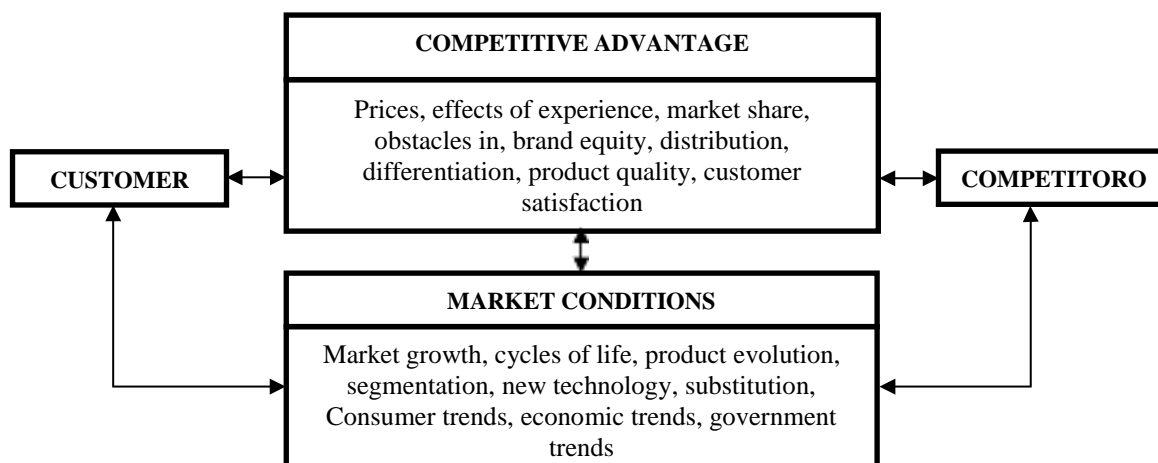 COMPETITIVE ADVANTAGE
Prices, effects of experience, market share,
obstacles in, brand equity, distribution,
differentiation, product quality, customer
satisfaction
CUSTOMER
COMPETITORO
MARKET CONDITIONS
Market growth, cycles of life, product evolution,
segmentation, new technology, substitution,
Consumer trends, economic trends, government
trends